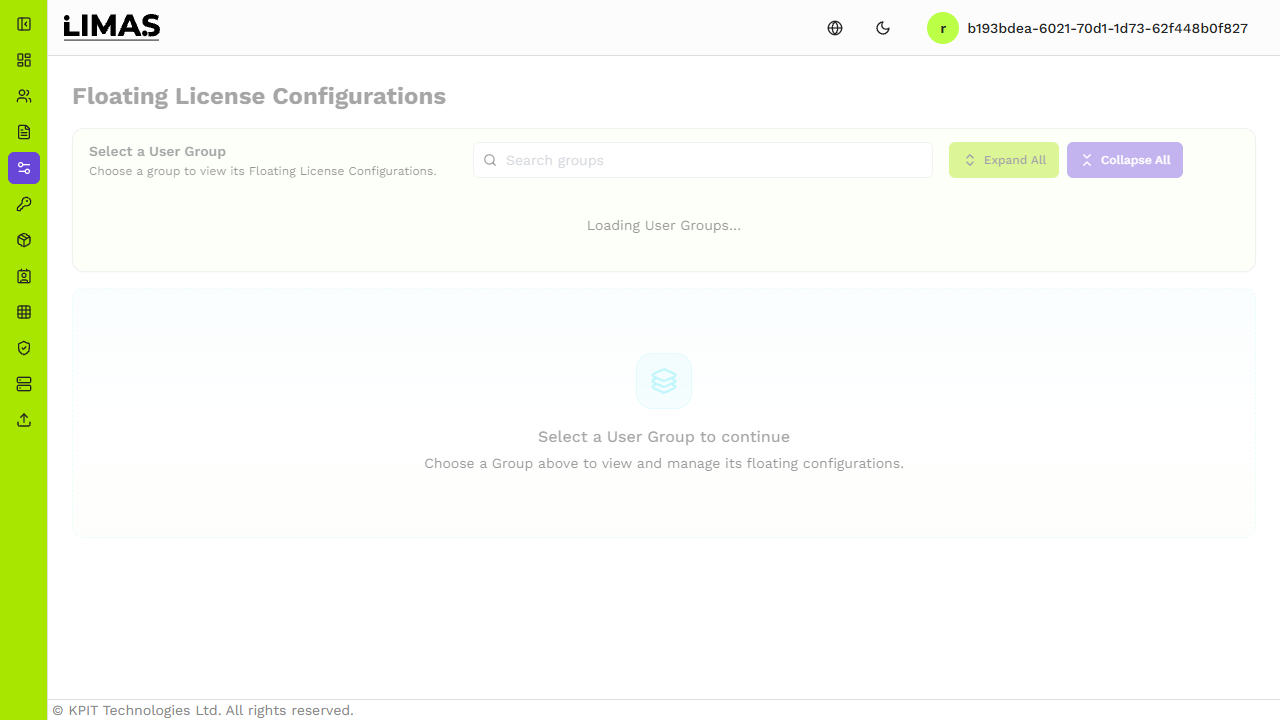 LIMAS
r
b193bdea-6021-70d1-1d73-62f448b0f827
Floating License Configurations
Select a User Group
Choose a group to view its Floating License Configurations.
Search groups
Expand All
Collapse All
Loading User Groups...
Select a User Group to continue
Choose a Group above to view and manage its floating configurations.
© KPIT Technologies Ltd. All rights reserved.